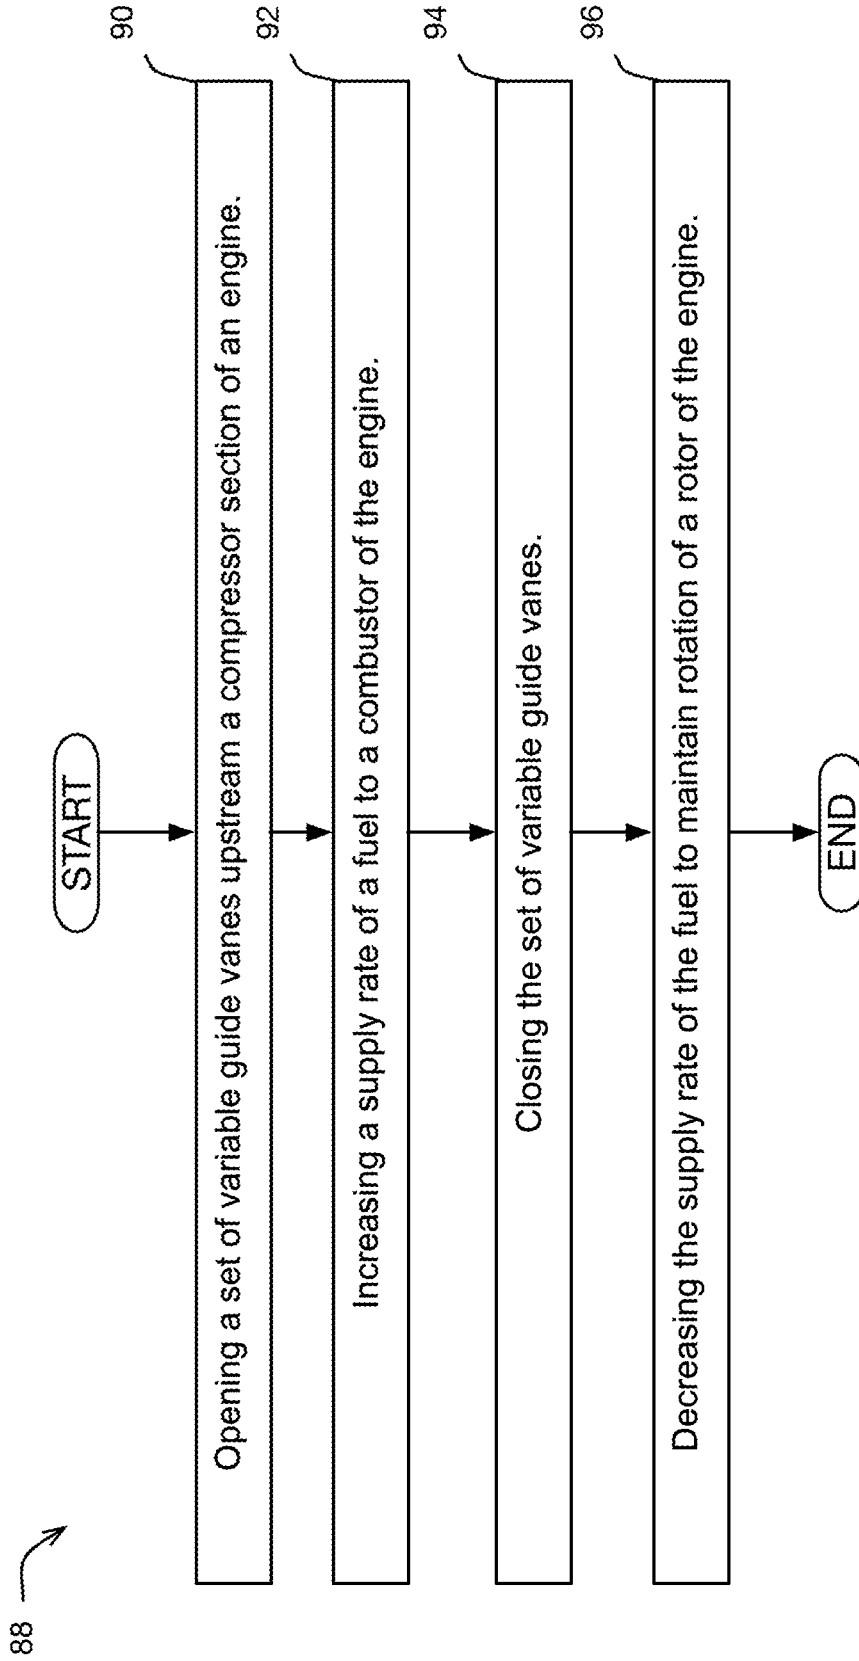 88
START
90
Opening a set of variable guide vanes upstream a compressor section of an engine.
92
Increasing a supply rate of a fuel to a combustor of the engine.
94
Closing the set of variable guide vanes.
96
Decreasing the supply rate of the fuel to maintain rotation of a rotor of the engine.
END